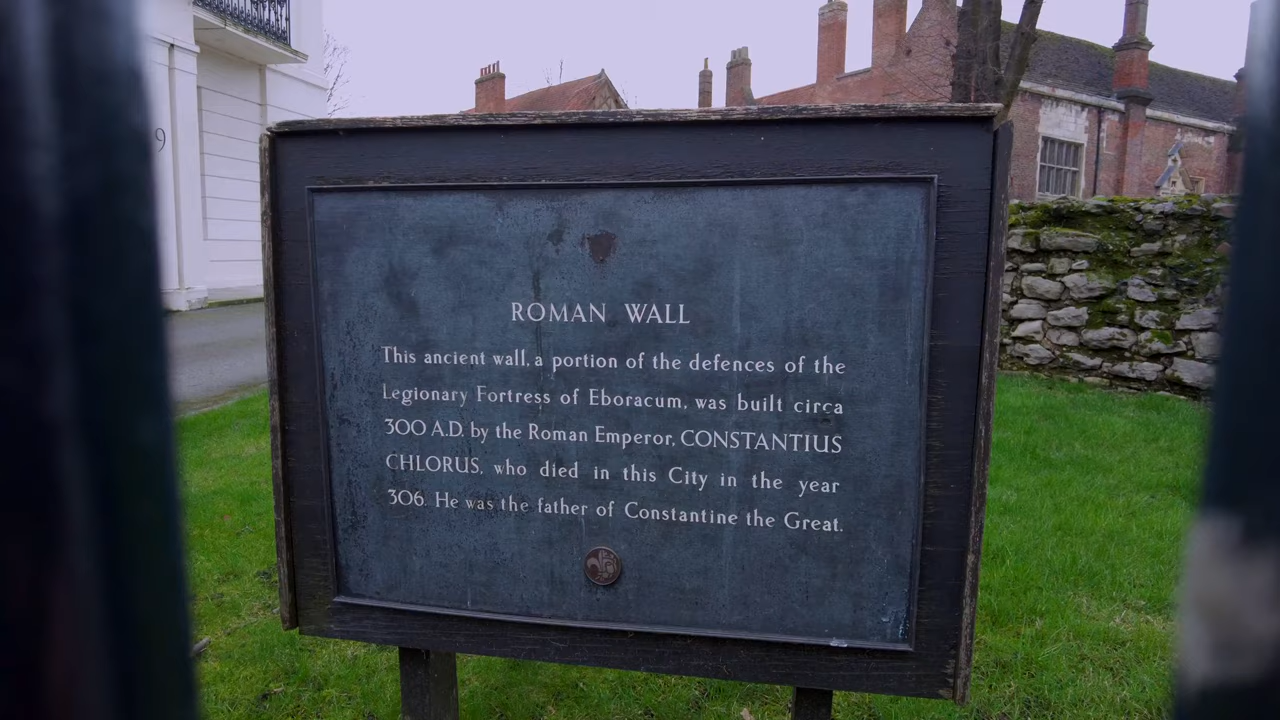 9
ROMAN WALL
This ancient wall, a portion of the defences of the
Legionary Fortress of Eboracum, was built circa
300 A.D. by the Roman Emperor, CONSTANTIUS
CHLORUS, who died in this City in the year
306. He was the father of Constantine the Great.